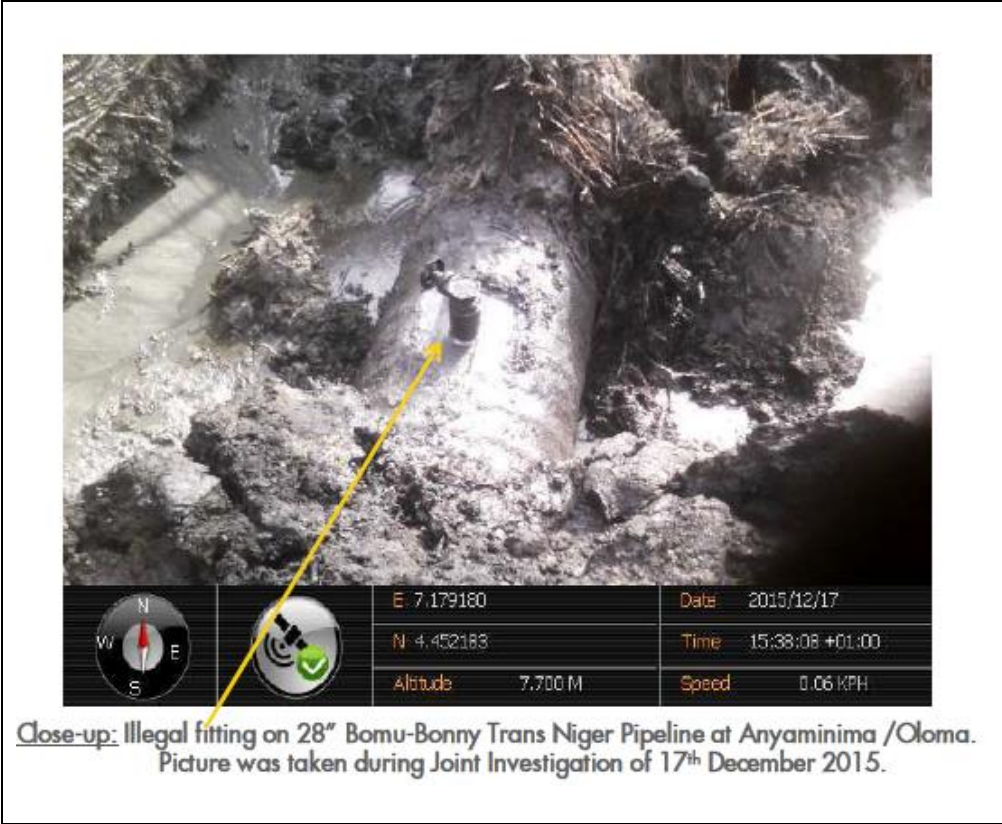 N
W E
S
E 7.179180
N 4.452183
Altitude 7.700 M
Date 2015/12/17
Time 15:38:08 +01:00
Speed 0.06 KPH
Close-up: Illegal fitting on 28” Bomu-Bonny Trans Niger Pipeline at Anyaminima /Oloma.
Picture was taken during Joint Investigation of 17th December 2015.